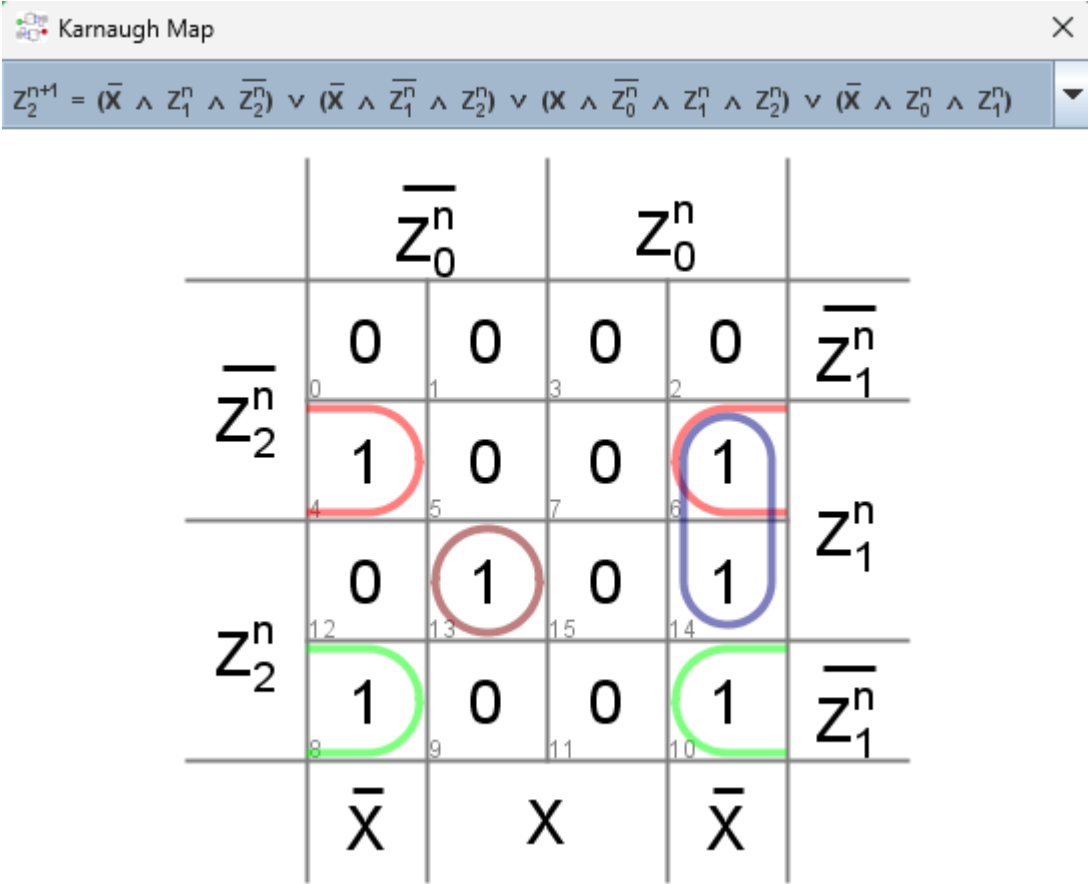 Karnaugh Map
Z₂ⁿ⁺¹ = (X̅ ∧ Z₁ⁿ ∧ Z̅₂ⁿ) ∨ (X̅ ∧ Z̅₁ⁿ ∧ Z₂ⁿ) ∨ (X ∧ Z̅₀ⁿ ∧ Z₁ⁿ ∧ Z₂ⁿ) ∨ (X̅ ∧ Z₀ⁿ ∧ Z₁ⁿ)
Z̅₀ⁿ Z₀ⁿ
0 0 0 0 Z̅₁ⁿ
0 1 3 2
Z̅₂ⁿ
1 0 0 1
4 5 7 6
Z₁ⁿ
0 1 0 1
12 13 15 14
Z₂ⁿ
1 0 0 1 Z̅₁ⁿ
8 9 11 10
X̅ X X̅